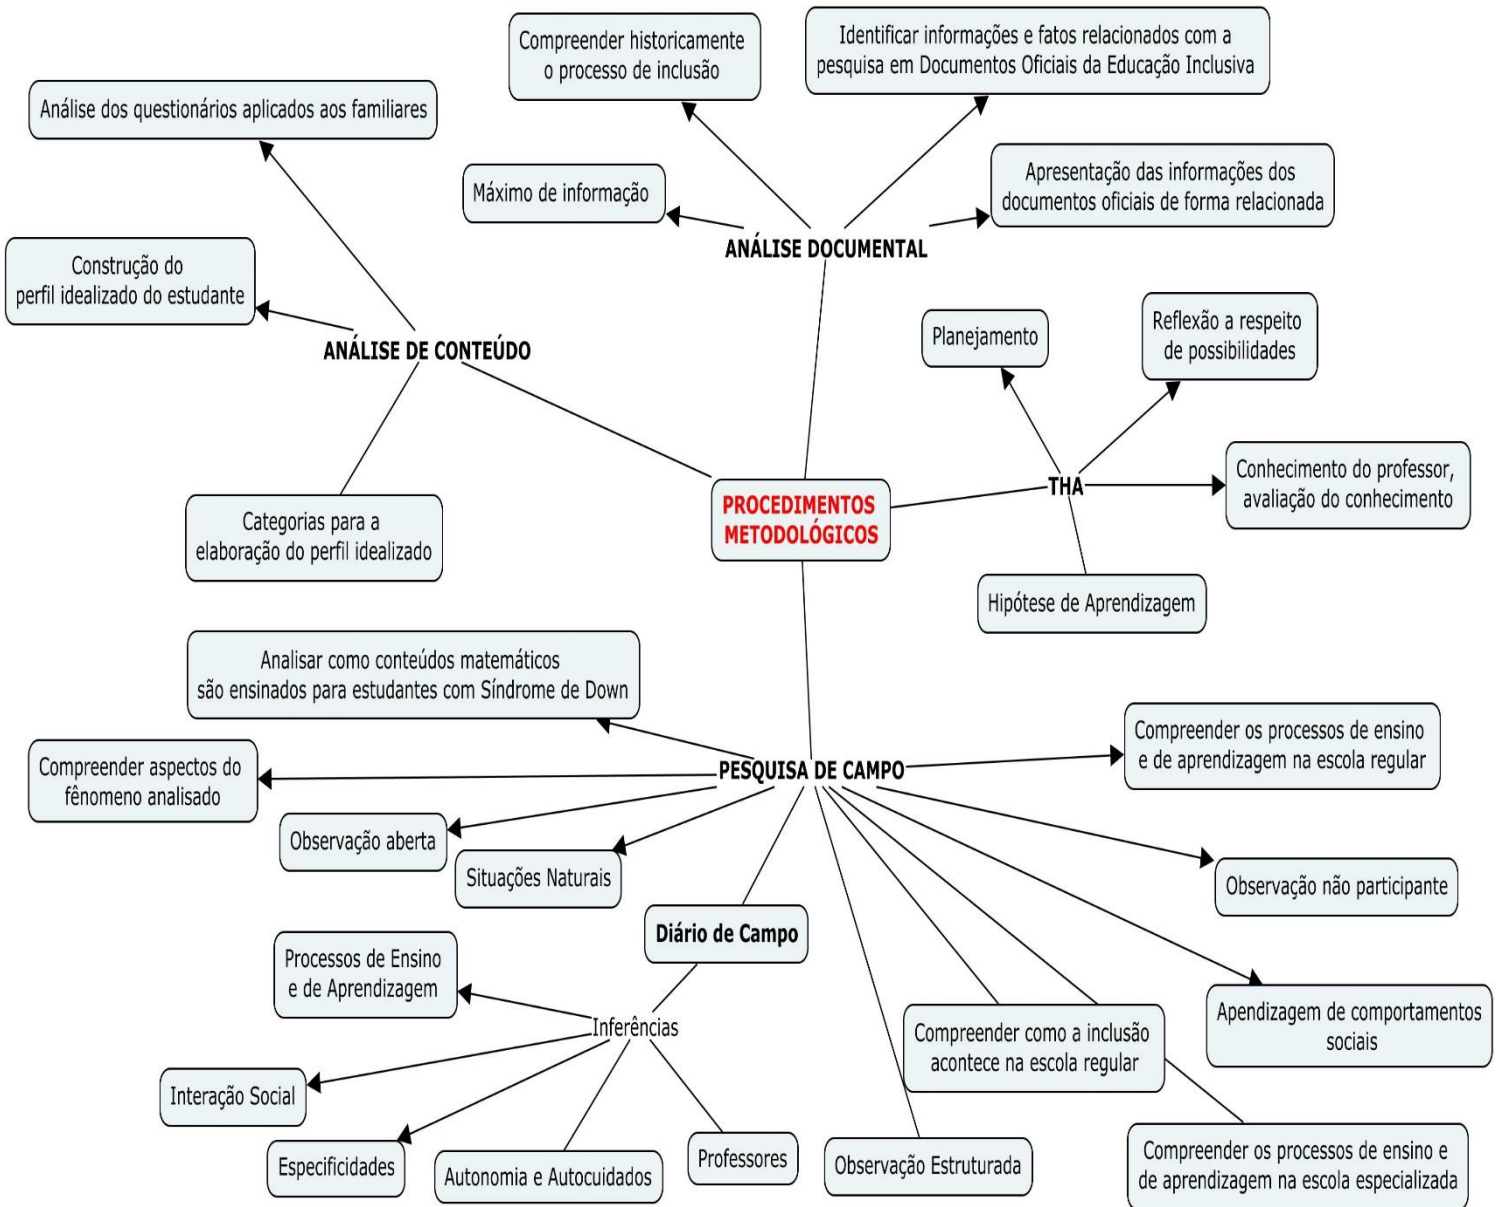 Compreender historicamente
o processo de inclusão
Identificar informações e fatos relacionados com a
pesquisa em Documentos Oficiais da Educação Inclusiva
Análise dos questionários aplicados aos familiares
Máximo de informação
Apresentação das informações dos
documentos oficiais de forma relacionada
ANÁLISE DOCUMENTAL
Construção do
perfil idealizado do estudante
ANÁLISE DE CONTEÚDO
Planejamento
Reflexão a respeito
de possibilidades
Categorias para a
elaboração do perfil idealizado
PROCEDIMENTOS
METODOLÓGICOS
THA
Conhecimento do professor,
avaliação do conhecimento
Hipótese de Aprendizagem
Analisar como conteúdos matemáticos
são ensinados para estudantes com Síndrome de Down
Compreender aspectos do
fênomeno analisado
PESQUISA DE CAMPO
Compreender os processos de ensino
e de aprendizagem na escola regular
Observação aberta
Situações Naturais
Observação não participante
Diário de Campo
Processos de Ensino
e de Aprendizagem
Inferências
Compreender como a inclusão
acontece na escola regular
Apendizagem de comportamentos
sociais
Interação Social
Especificidades
Autonomia e Autocuidados
Professores
Observação Estruturada
Compreender os processos de ensino e
de aprendizagem na escola especializada